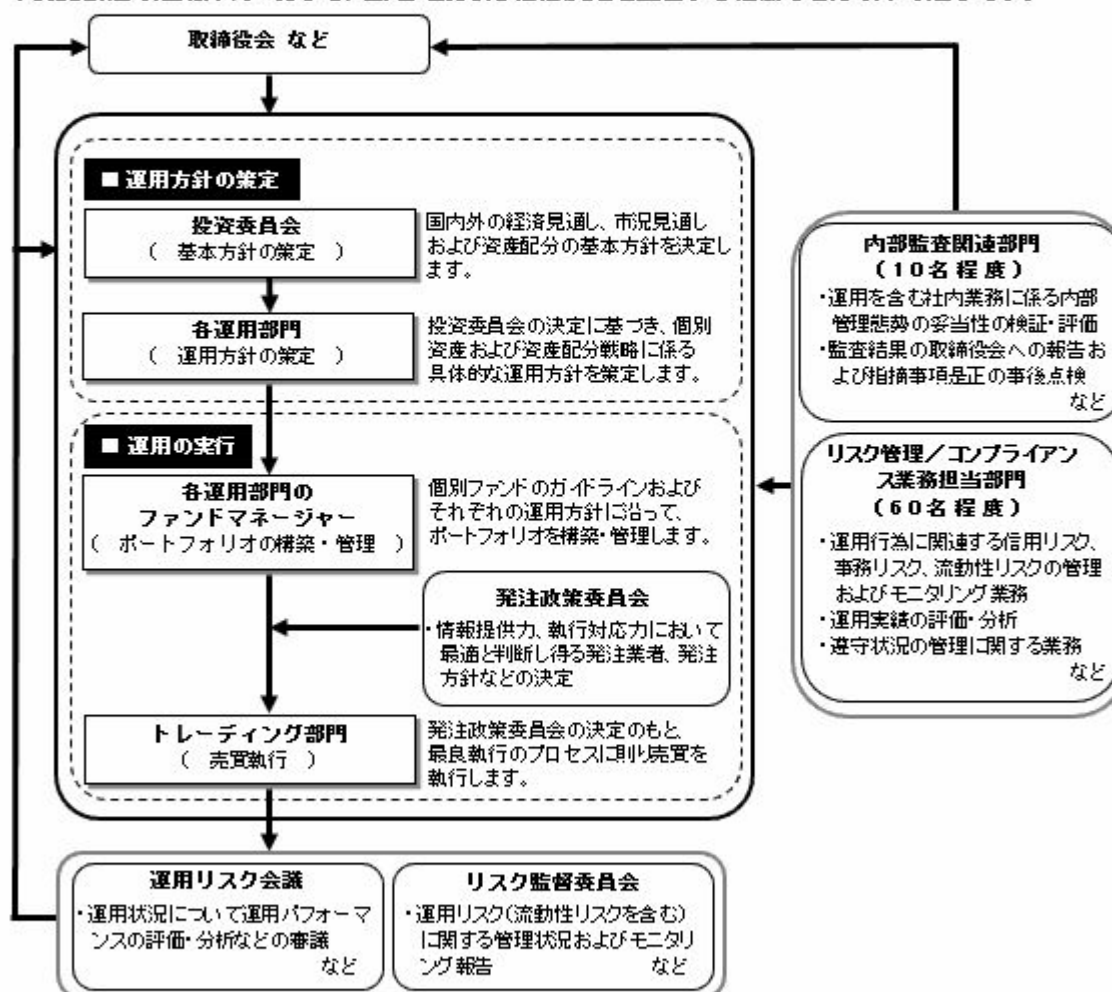 取締役会 など
■ 運用方針の策定
投資委員会
( 基本方針の策定 )
国内外の経済見通し、市況見通し
および資産配分の基本方針を決定し
ます。
各運用部門
( 運用方針の策定 )
投資委員会の決定に基づき、個別
資産および資産配分戦略に係る
具体的な運用方針を策定します。
■ 運用の実行
各運用部門の
ファンドマネージャー
( ポートフォリオの構築・管理 )
個別ファンドのガイドラインおよび
それぞれの運用方針に沿って、
ポートフォリオを構築・管理します。
発注政策委員会
・情報提供力、執行対応力において
最適と判断し得る発注業者、発注
方針などの決定
トレーディング部門
( 売買執行 )
発注政策委員会の決定のもと、
最良執行のプロセスに則り売買を
執行します。
内部監査関連部門
(10名程度)
・運用を含む社内業務に係る内部
管理態勢の妥当性の検証・評価
・監査結果の取締役会への報告お
よび指摘事項是正の事後点検
など
リスク管理/コンプライアン
ス業務担当部門
(60名程度)
・運用行為に関連する信用リスク、
事務リスク、流動性リスクの管理
およびモニタリング業務
・運用実績の評価・分析
・遵守状況の管理に関する業務
など
運用リスク会議
・運用状況について運用パフォーマ
ンスの評価・分析などの審議
など
リスク監督委員会
・運用リスク(流動性リスクを含む)
に関する管理状況およびモニタリ
ング報告 など